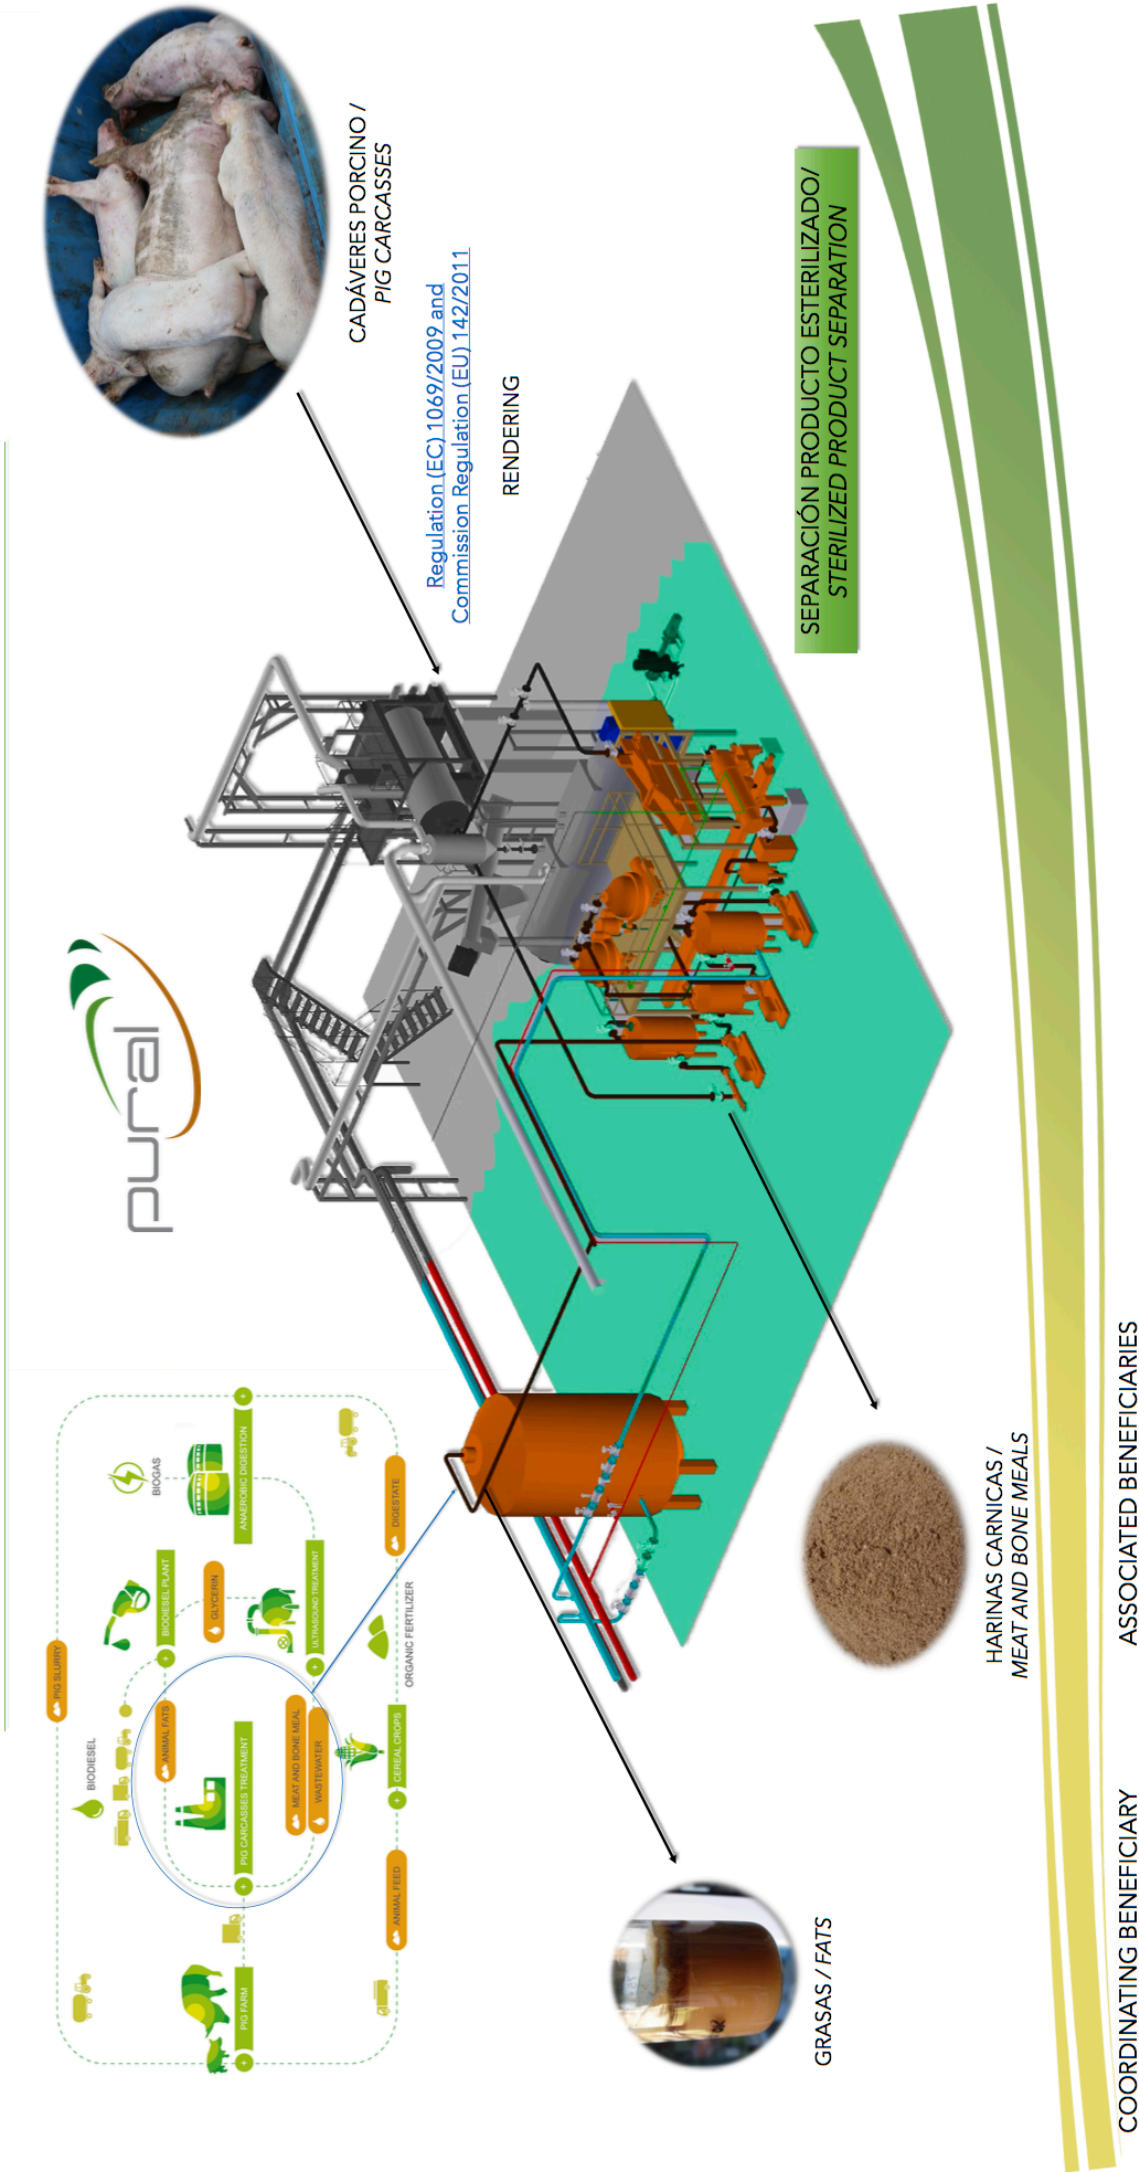 pural
PIG SLURRY
BIODIESEL
BIOGAS
ANIMAL FATS
BIODIESEL PLANT
GLYCERIN
PIG FARM
PIG CARCASSES TREATMENT
ANAEROBIC DIGESTION
MEAT AND BONE MEAL
WASTEWATER
ULTRASOUND TREATMENT
ANIMAL FEED
CEREAL CROPS
ORGANIC FERTILIZER
DIGESTATE
CADÁVERES PORCINO /
PIG CARCASSES
Regulation (EC) 1069/2009 and
Commission Regulation (EU) 142/2011
RENDERING
GRASAS / FATS
SEPARACIÓN PRODUCTO ESTERILIZADO/
STERILIZED PRODUCT SEPARATION
HARINAS CARNICAS /
MEAT AND BONE MEALS
COORDINATING BENEFICIARY
ASSOCIATED BENEFICIARIES